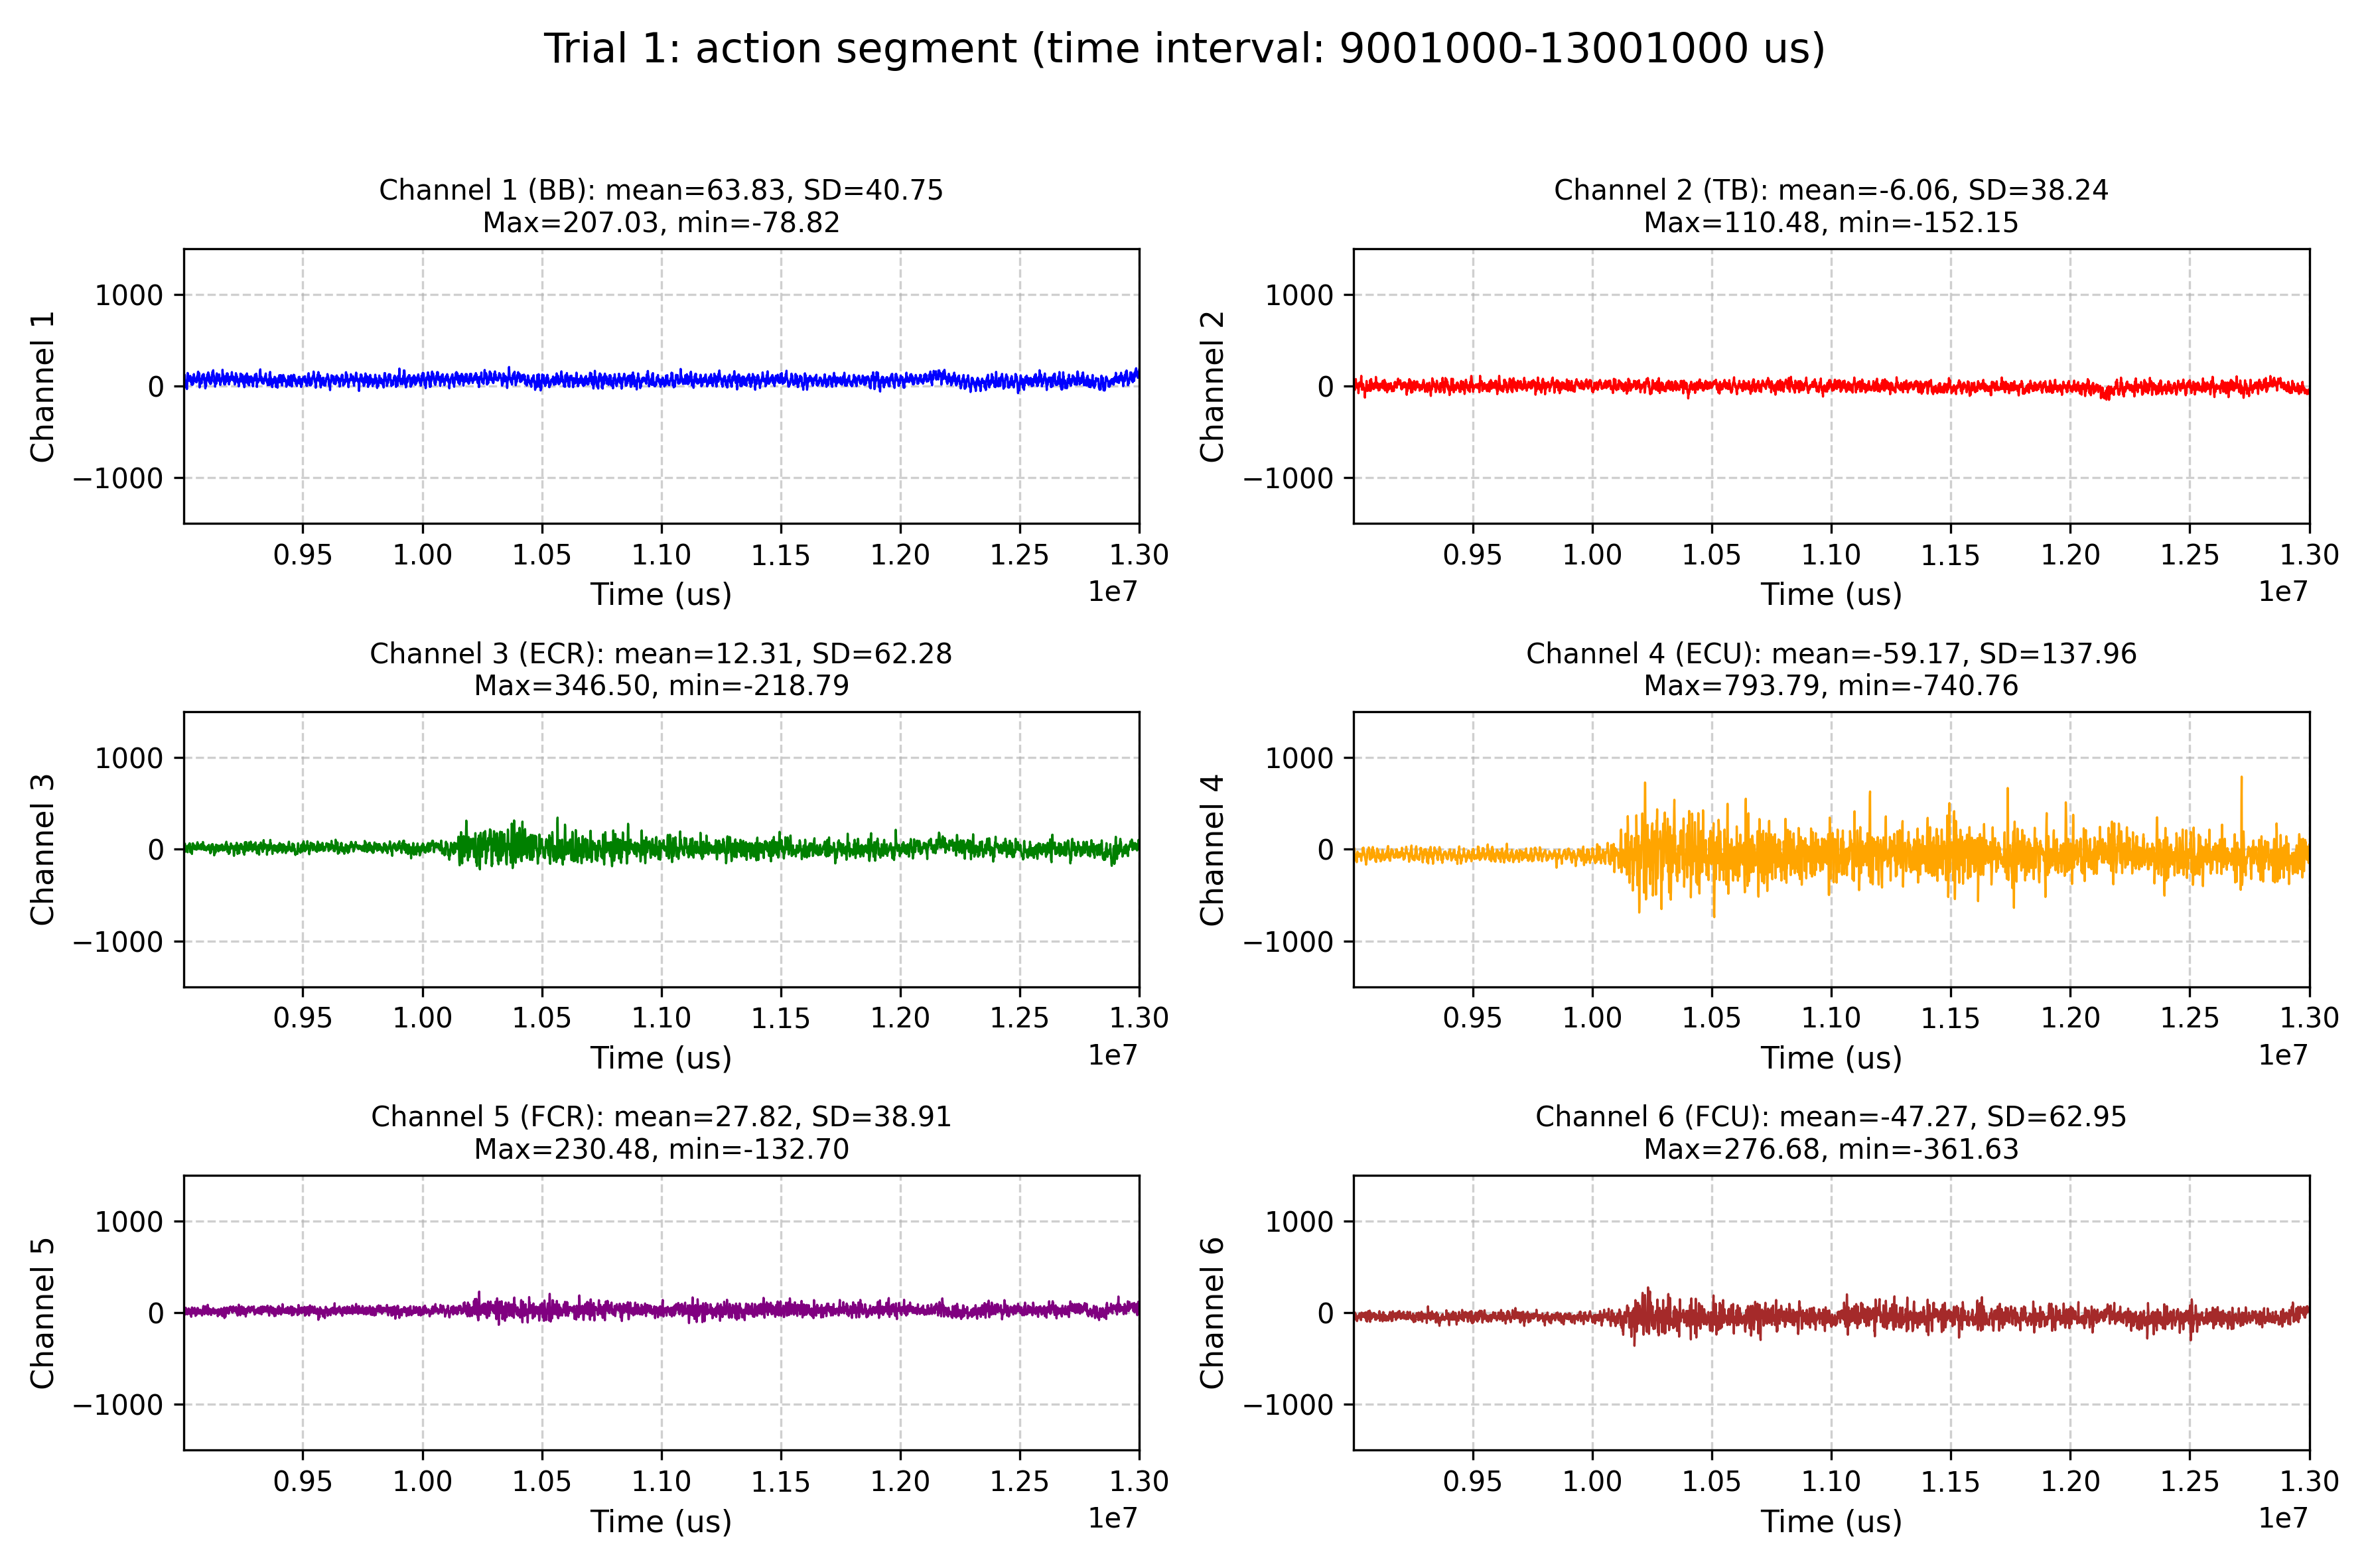 Trial 1: action segment (time interval: 9001000-13001000 us)
Channel 1 (BB): mean=63.83, SD=40.75
Max=207.03, min=-78.82
1000
0
−1000
Channel 1
0.95 1.00 1.05 1.10 1.15 1.20 1.25 1.30
1e7
Time (us)
Channel 2 (TB): mean=-6.06, SD=38.24
Max=110.48, min=-152.15
1000
0
−1000
Channel 2
0.95 1.00 1.05 1.10 1.15 1.20 1.25 1.30
1e7
Time (us)
Channel 3 (ECR): mean=12.31, SD=62.28
Max=346.50, min=-218.79
1000
0
−1000
Channel 3
0.95 1.00 1.05 1.10 1.15 1.20 1.25 1.30
1e7
Time (us)
Channel 4 (ECU): mean=-59.17, SD=137.96
Max=793.79, min=-740.76
1000
0
−1000
Channel 4
0.95 1.00 1.05 1.10 1.15 1.20 1.25 1.30
1e7
Time (us)
Channel 5 (FCR): mean=27.82, SD=38.91
Max=230.48, min=-132.70
1000
0
−1000
Channel 5
0.95 1.00 1.05 1.10 1.15 1.20 1.25 1.30
1e7
Time (us)
Channel 6 (FCU): mean=-47.27, SD=62.95
Max=276.68, min=-361.63
1000
0
−1000
Channel 6
0.95 1.00 1.05 1.10 1.15 1.20 1.25 1.30
1e7
Time (us)